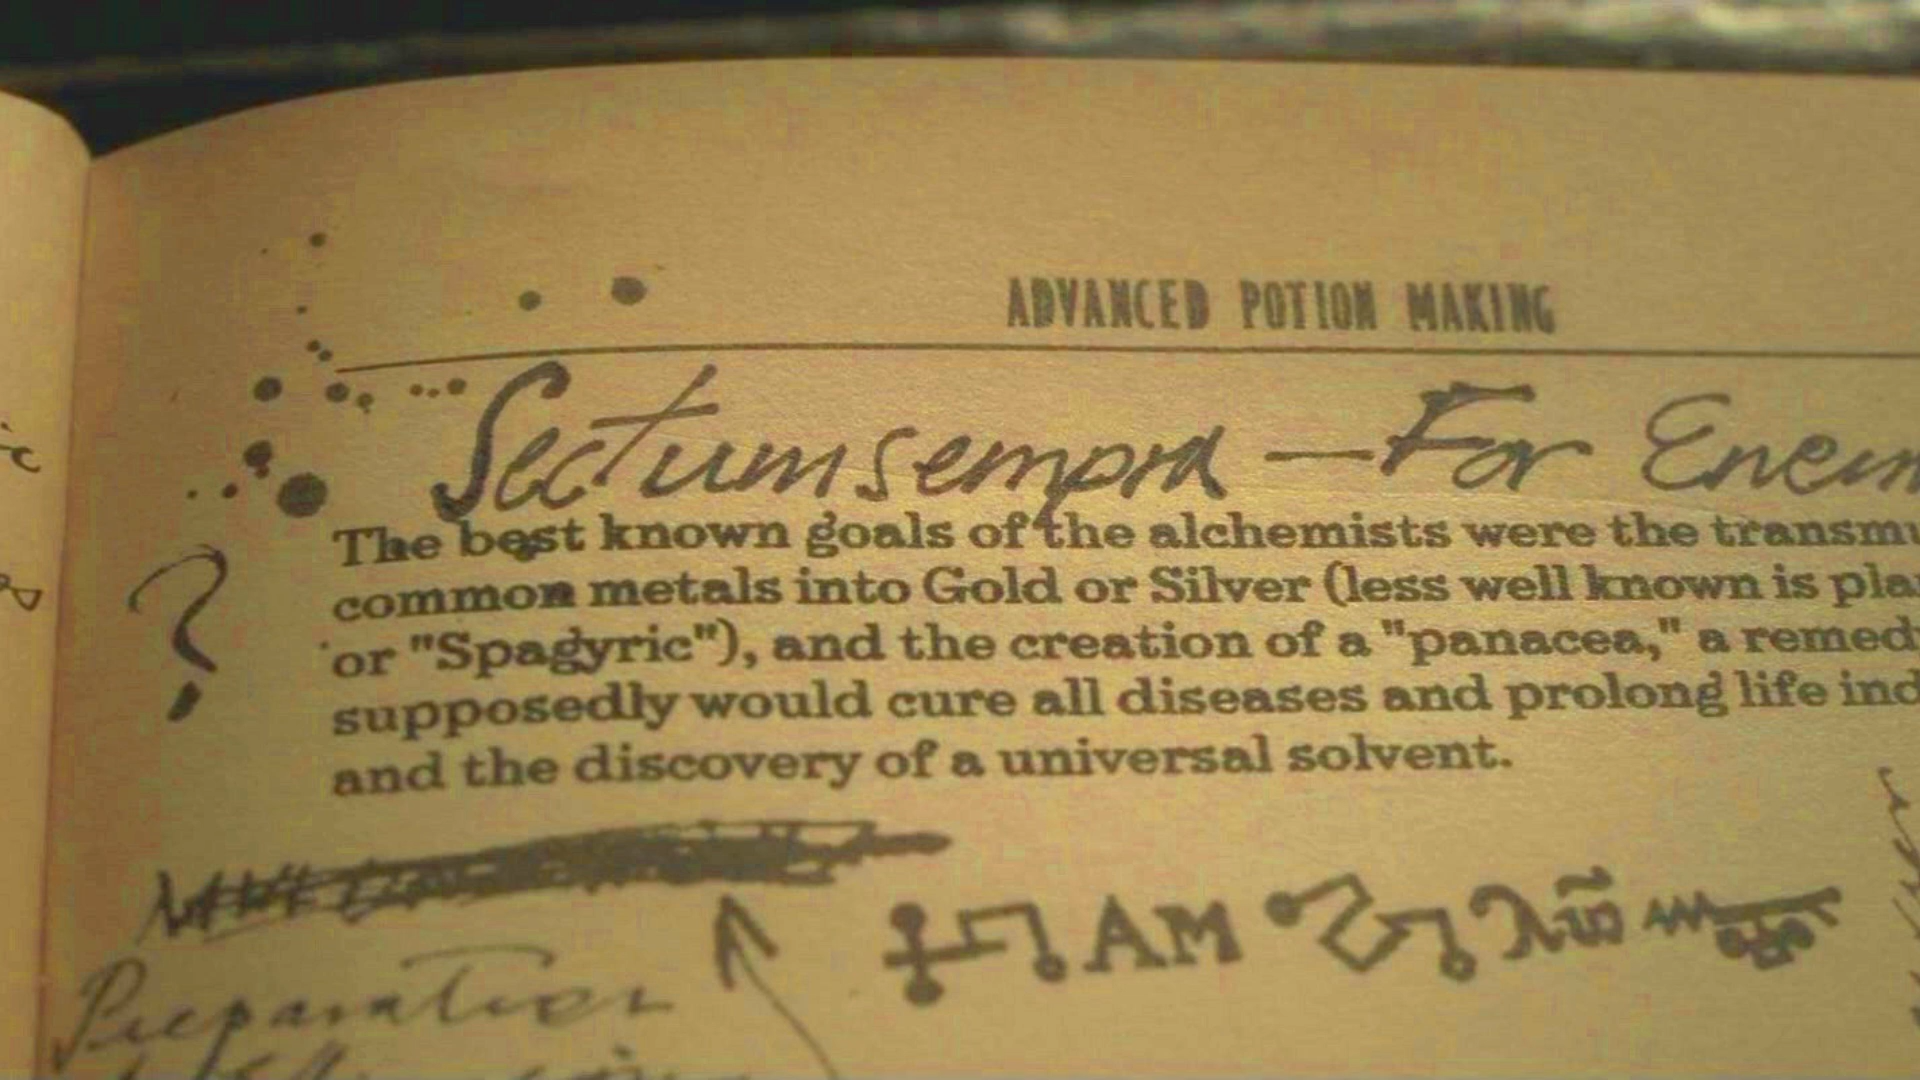 ADVANCED POTION MAKING
Sectumsempra — For Enem
The best known goals of the alchemists were the transmu
common metals into Gold or Silver (less well known is pla
or "Spagyric"), and the creation of a "panacea," a remed
supposedly would cure all diseases and prolong life ind
and the discovery of a universal solvent.
?
AM
Preparation